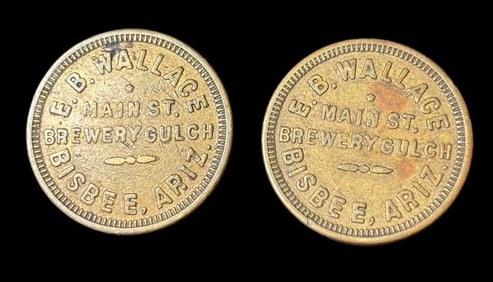 E. B. WALLACE
MAIN ST.
BREWERY GULCH
BISBEE, ARIZ.
E. B. WALLACE
MAIN ST.
BREWERY GULCH
BISBEE, ARIZ.